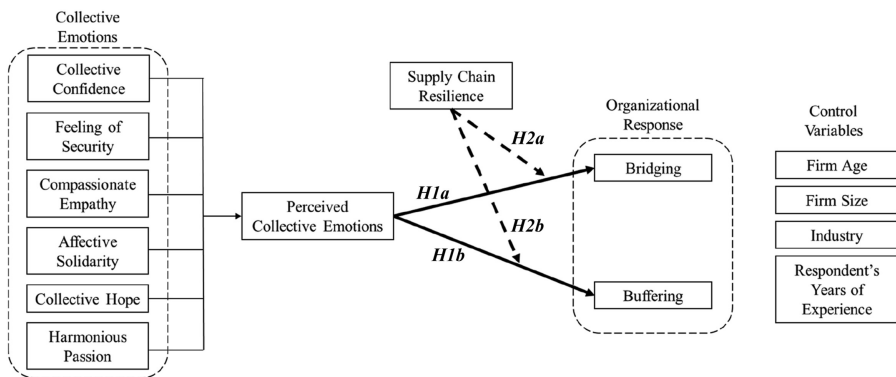 Collective
Emotions
Collective
Confidence
Feeling of
Security
Compassionate
Empathy
Affective
Solidarity
Collective Hope
Harmonious
Passion
Perceived
Collective Emotions
Supply Chain
Resilience
H1a
H1b
H2a
H2b
Organizational
Response
Bridging
Buffering
Control
Variables
Firm Age
Firm Size
Industry
Respondent's
Years of
Experience